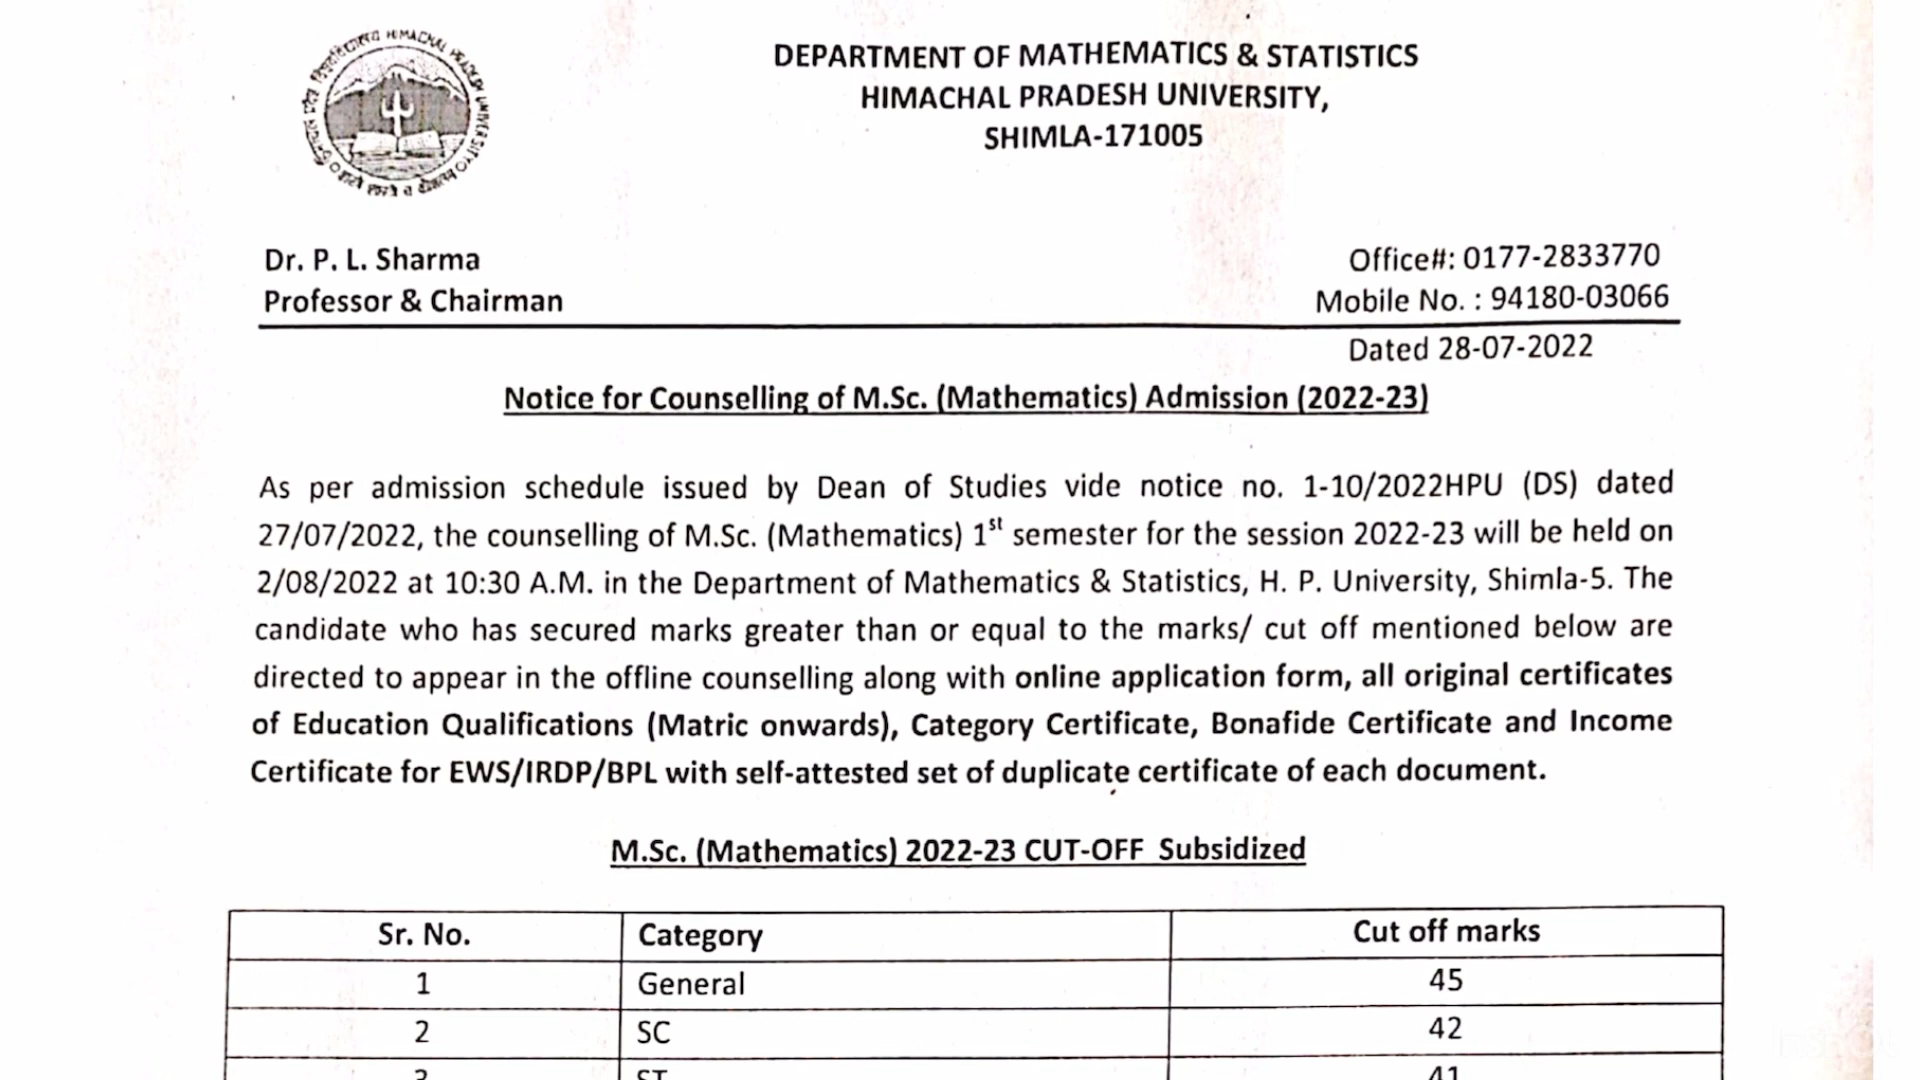 HIMACHAL PRADESH UNIVERSITY
DEPARTMENT OF MATHEMATICS & STATISTICS
HIMACHAL PRADESH UNIVERSITY,
SHIMLA-171005
Dr. P. L. Sharma
Professor & Chairman
Office#: 0177-2833770
Mobile No. : 94180-03066
Dated 28-07-2022
Notice for Counselling of M.Sc. (Mathematics) Admission (2022-23)
As per admission schedule issued by Dean of Studies vide notice no. 1-10/2022HPU (DS) dated
27/07/2022, the counselling of M.Sc. (Mathematics) 1st semester for the session 2022-23 will be held on
2/08/2022 at 10:30 A.M. in the Department of Mathematics & Statistics, H. P. University, Shimla-5. The
candidate who has secured marks greater than or equal to the marks/ cut off mentioned below are
directed to appear in the offline counselling along with online application form, all original certificates
of Education Qualifications (Matric onwards), Category Certificate, Bonafide Certificate and Income
Certificate for EWS/IRDP/BPL with self-attested set of duplicate certificate of each document.
M.Sc. (Mathematics) 2022-23 CUT-OFF Subsidized
Sr. No. Category Cut off marks
1 General 45
2 SC 42
3 ST 41